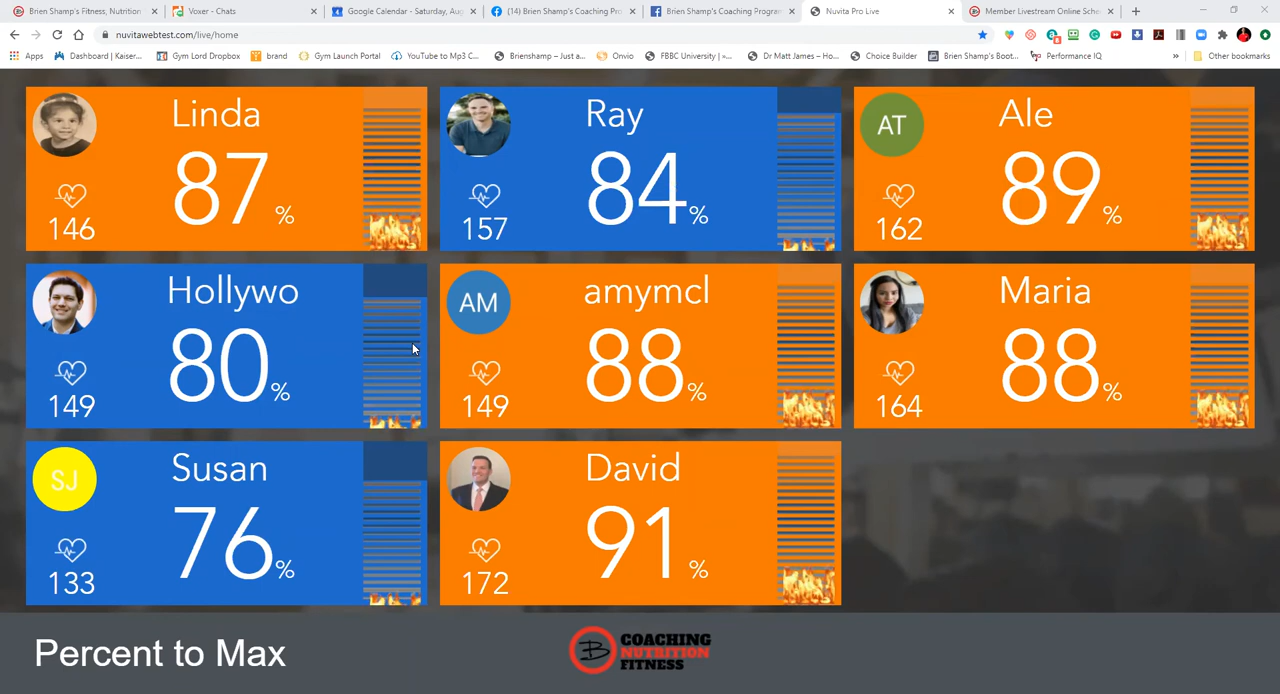 Brien Shamp's Fitness, Nutrition
Voxer - Chats
Google Calendar - Saturday, Aug
(14) Brien Shamp's Coaching Pro
Brien Shamp's Coaching Program
Nuvita Pro Live
Member Livestream Online Sche
nuvitawebtest.com/live/home
Apps
Dashboard | Kaiser...
Gym Lord Dropbox
brand
Gym Launch Portal
YouTube to Mp3 C...
Brienshamp – Just a...
Onvio
FBBC University | »...
Dr Matt James – Ho...
Choice Builder
Brien Shamp's Boot...
Performance IQ
»
Other bookmarks
Linda
87 %
146
Ray
84 %
157
AT
Ale
89 %
162
Hollywo
80 %
149
AM
amymcl
88 %
149
Maria
88 %
164
SJ
Susan
76 %
133
David
91 %
172
Percent to Max
B
COACHING
NUTRITION
FITNESS